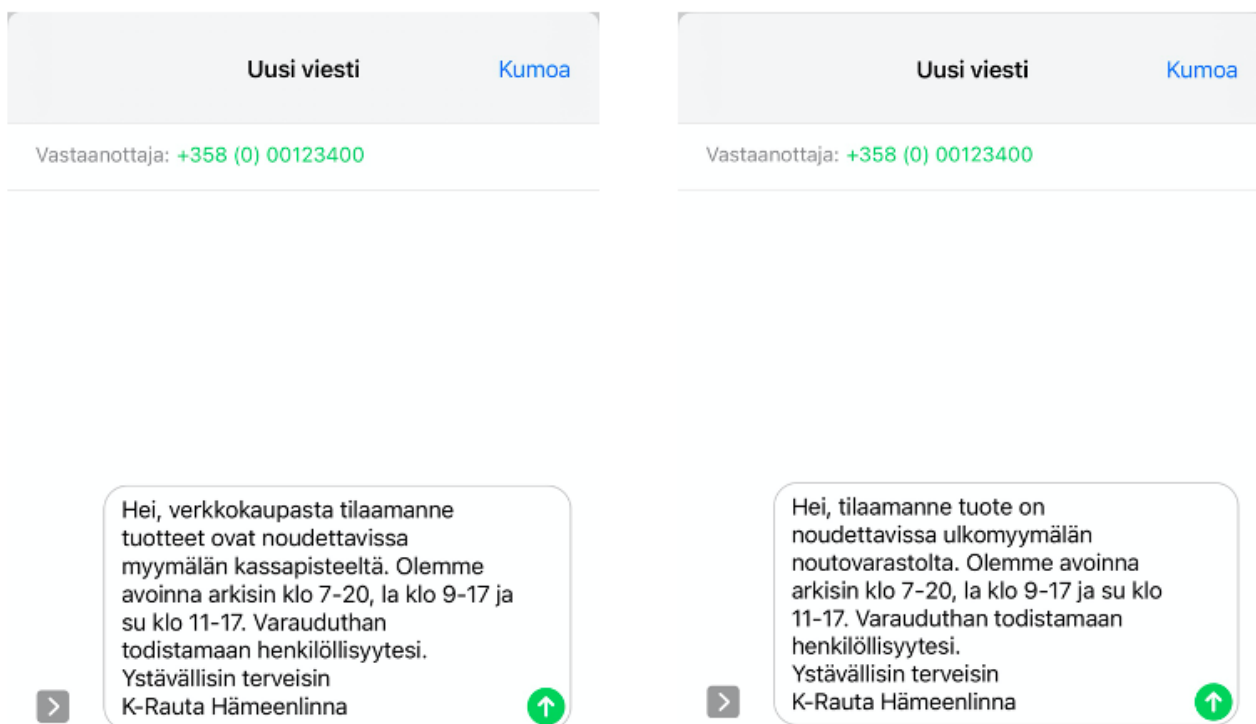 Uusi viesti
Kumoa
Vastaanottaja: +358 (0) 00123400
Hei, verkkokaupasta tilaamanne
tuotteet ovat noudettavissa
myymälän kassapisteeltä. Olemme
avoinna arkisin klo 7-20, la klo 9-17 ja
su klo 11-17. Varauduthan
todistamaan henkilöllisyytesi.
Ystävällisin terveisin
K-Rauta Hämeenlinna
Uusi viesti
Kumoa
Vastaanottaja: +358 (0) 00123400
Hei, tilaamanne tuote on
noudettavissa ulkomyymälän
noutovarastolta. Olemme avoinna
arkisin klo 7-20, la klo 9-17 ja su klo
11-17. Varauduthan todistamaan
henkilöllisyytesi.
Ystävällisin terveisin
K-Rauta Hämeenlinna